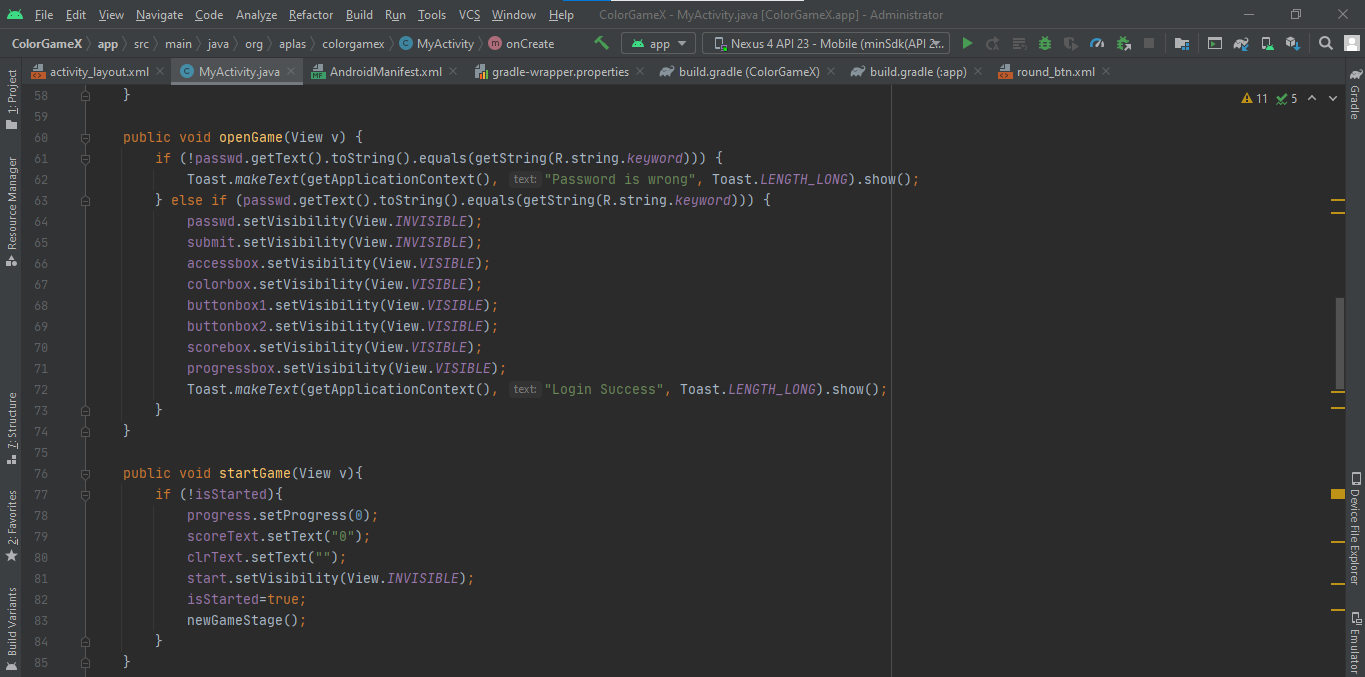 File Edit View Navigate Code Analyze Refactor Build Run Tools VCS Window Help ColorGameX - MyActivity.java [ColorGameX.app] - Administrator
ColorGameX app src main java org aplas colorgamex C MyActivity m onCreate app Nexus 4 API 23 - Mobile (minSdk(API 2...
activity_layout.xml C MyActivity.java MF AndroidManifest.xml gradle-wrapper.properties build.gradle (ColorGameX) build.gradle (:app) round_btn.xml
11 5
58 }
59
60 public void openGame(View v) {
61 if (!passwd.getText().toString().equals(getString(R.string.keyword))) {
62 Toast.makeText(getApplicationContext(), text: "Password is wrong", Toast.LENGTH_LONG).show();
63 } else if (passwd.getText().toString().equals(getString(R.string.keyword))) {
64 passwd.setVisibility(View.INVISIBLE);
65 submit.setVisibility(View.INVISIBLE);
66 accessbox.setVisibility(View.VISIBLE);
67 colorbox.setVisibility(View.VISIBLE);
68 buttonbox1.setVisibility(View.VISIBLE);
69 buttonbox2.setVisibility(View.VISIBLE);
70 scorebox.setVisibility(View.VISIBLE);
71 progressbox.setVisibility(View.VISIBLE);
72 Toast.makeText(getApplicationContext(), text: "Login Success", Toast.LENGTH_LONG).show();
73 }
74 }
75
76 public void startGame(View v){
77 if (!isStarted){
78 progress.setProgress(0);
79 scoreText.setText("0");
80 clrText.setText("");
81 start.setVisibility(View.INVISIBLE);
82 isStarted=true;
83 newGameStage();
84 }
85 }
1: Project
Resource Manager
7: Structure
2: Favorites
Build Variants
Gradle
Device File Explorer
Emulator